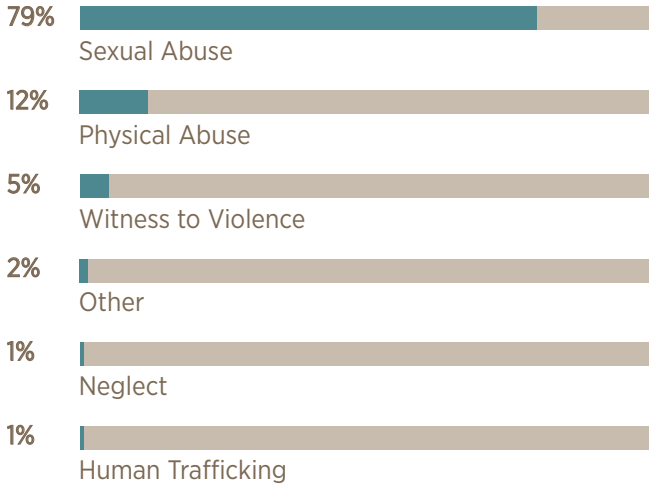 79%
Sexual Abuse
12%
Physical Abuse
5%
Witness to Violence
2%
Other
1%
Neglect
1%
Human Trafficking